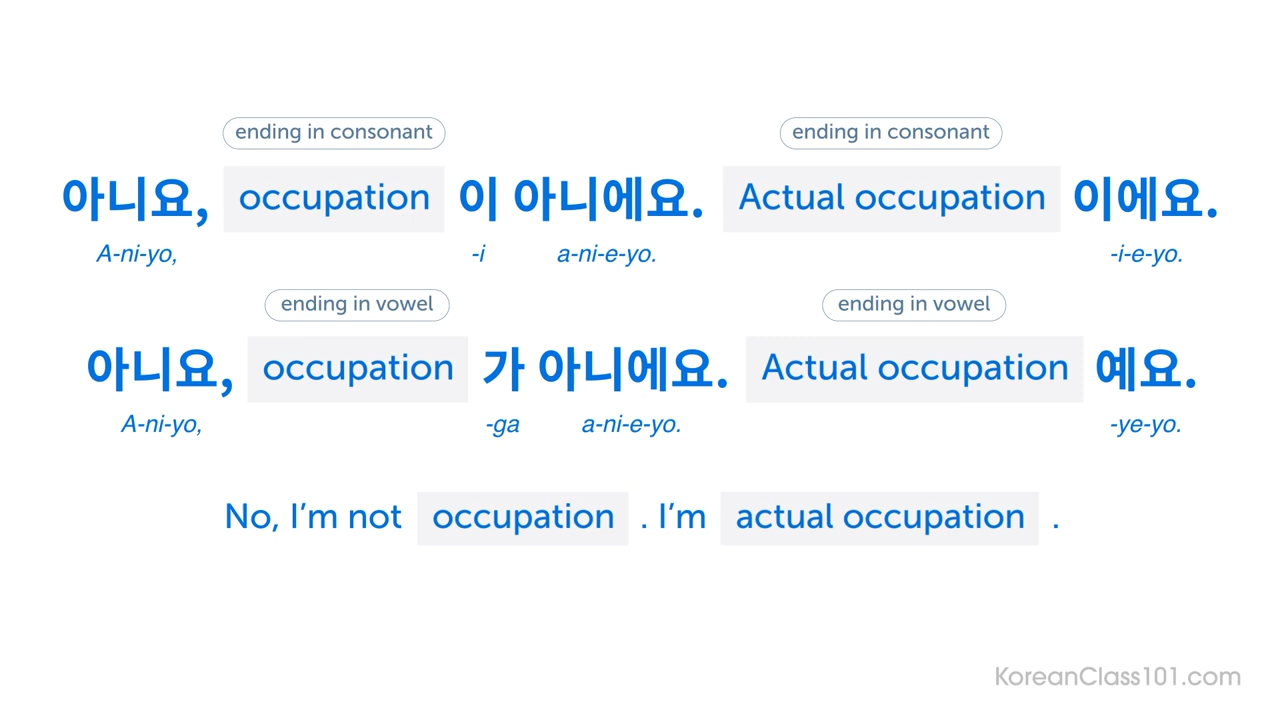 ending in consonant ending in consonant
아니요, occupation 이 아니에요. Actual occupation 이에요.
A-ni-yo, -i a-ni-e-yo. -i-e-yo.
ending in vowel ending in vowel
아니요, occupation 가 아니에요. Actual occupation 예요.
A-ni-yo, -ga a-ni-e-yo. -ye-yo.
No, I’m not occupation . I’m actual occupation .
KoreanClass101.com